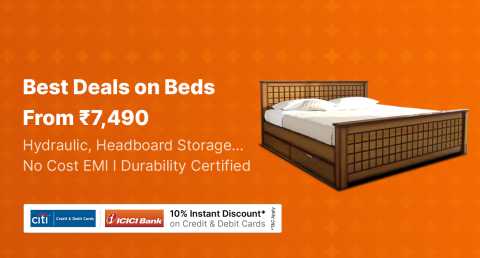 Best Deals on Beds
From ₹7,490
Hydraulic, Headboard Storage...
No Cost EMI I Durability Certified
citi Credit & Debit Cards
ICICI Bank
10% Instant Discount*
on Credit & Debit Cards
*T&C Apply